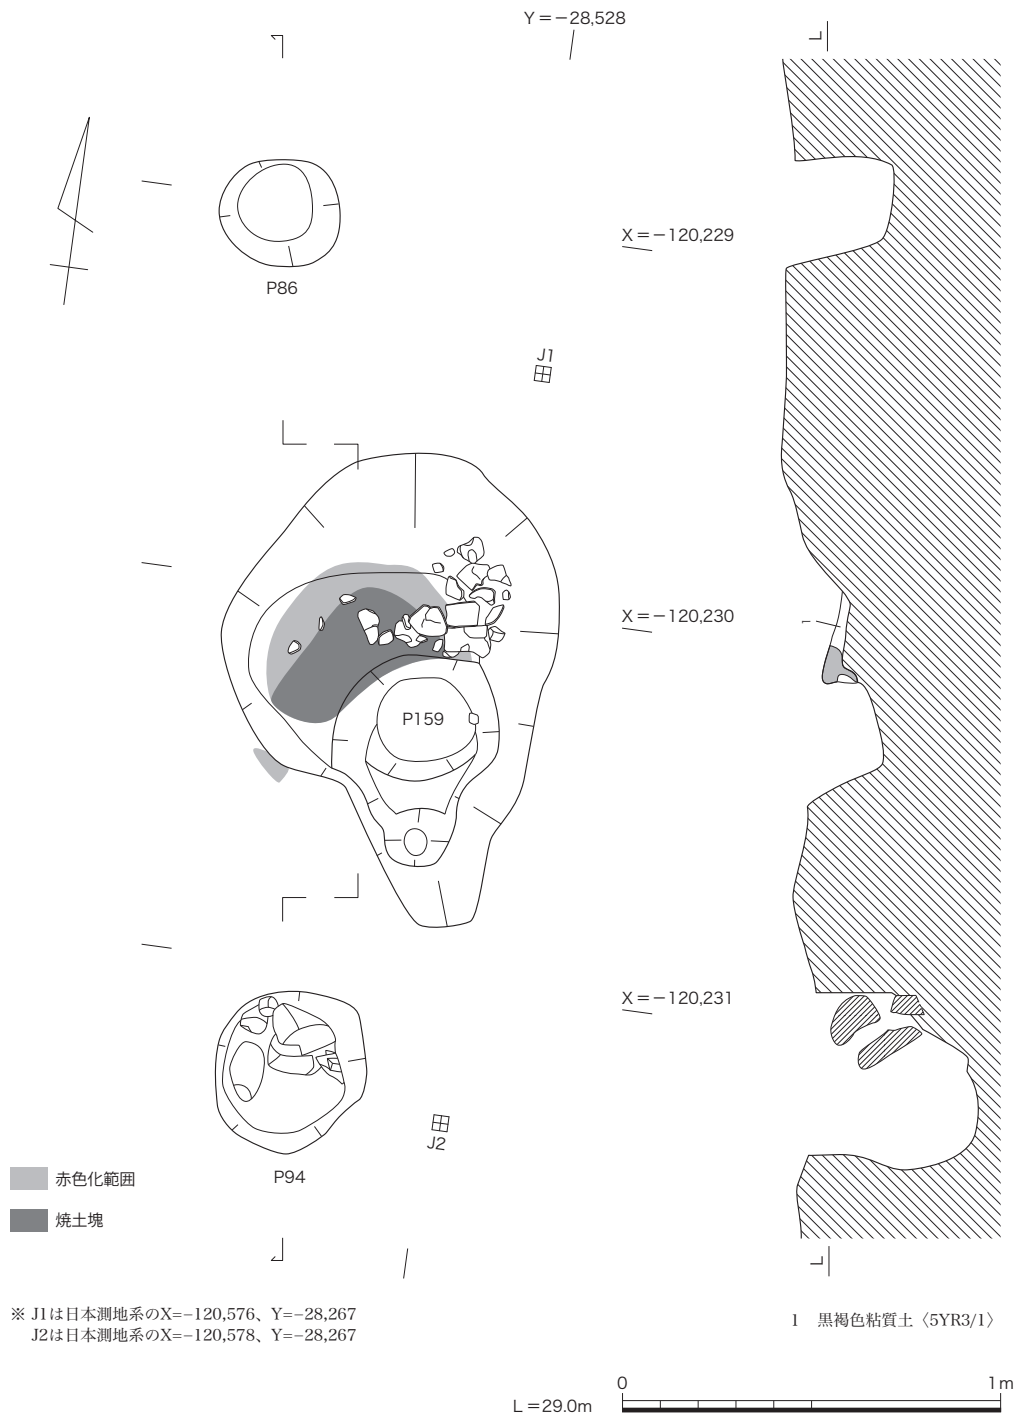 Y＝−28,528
P86
X＝−120,229
J1
X＝−120,230
P159
1
X＝−120,231
J2
P94
赤色化範囲
焼土塊
※ J1は日本測地系のX=−120,576、Y=−28,267
J2は日本測地系のX=−120,578、Y=−28,267
1 黒褐色粘質土〈5YR3/1〉
0 1m
L＝29.0m